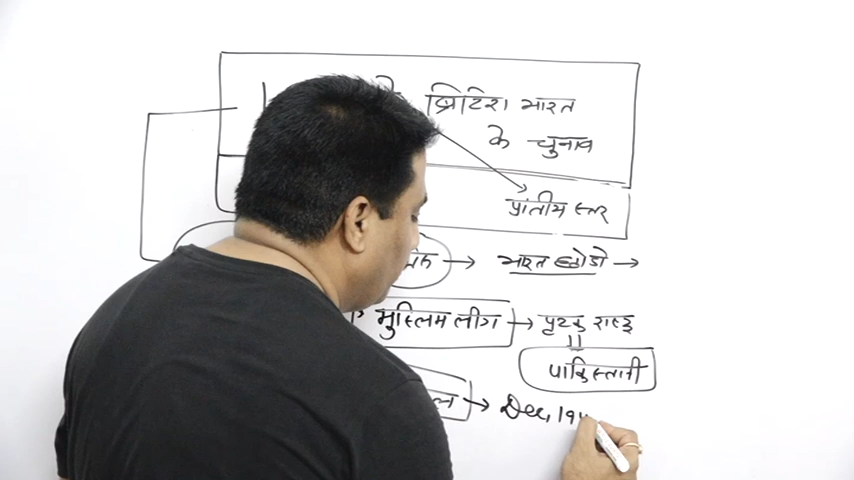 ब्रिटिश भारत
के चुनाव
प्रांतीय स्तर
→ भारत छोड़ो →
मुस्लिम लीग → पृथक राष्ट्र
||
पाकिस्तानी
ल → Dec, 19